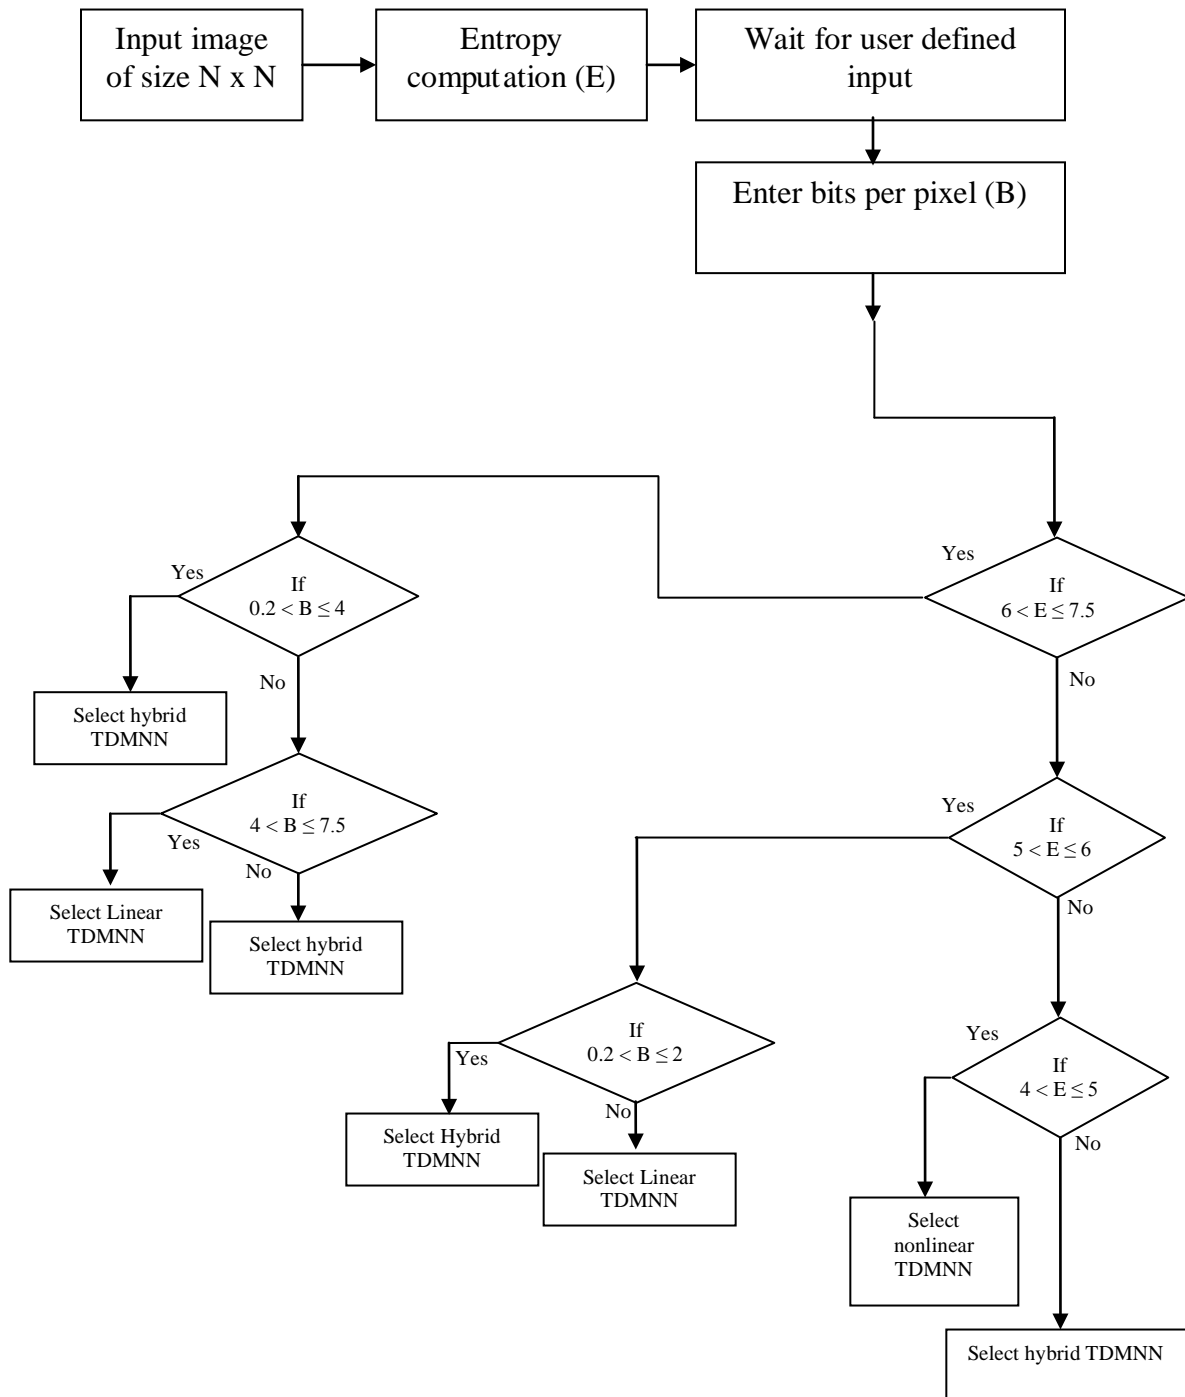 Input image
of size N x N
Entropy
computation (E)
Wait for user defined
input
Enter bits per pixel (B)
Yes
If
6 < E ≤ 7.5
No
Yes
If
0.2 < B ≤ 4
No
Select hybrid
TDMNN
If
4 < B ≤ 7.5
Yes
No
Select Linear
TDMNN
Select hybrid
TDMNN
Yes
If
5 < E ≤ 6
No
If
0.2 < B ≤ 2
Yes
No
Select Hybrid
TDMNN
Select Linear
TDMNN
Yes
If
4 < E ≤ 5
No
Select
nonlinear
TDMNN
Select hybrid TDMNN